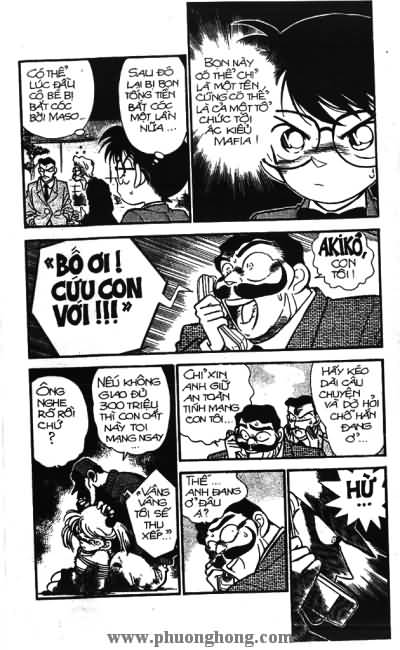 CÓ THỂ
LÚC ĐẦU
CÔ BÉ BỊ
BẮT CÓC
BỞI MASO...
SAU ĐÓ
LẠI BỊ BỌN
TỐNG TIỀN
BẮT CÓC
MỘT LẦN
NỮA...
BỌN NÀY
CÓ THỂ CHỈ
LÀ MỘT TÊN
CŨNG CÓ THỂ
LÀ CẢ MỘT TỔ
CHỨC TỘI
ÁC KIỂU
MAFIA!
"BỐ ƠI!
CỨU CON
VỚI!!!"
AKIKO,
CON
TÔI!
ÔNG
NGHE
RÕ RỒI
CHỨ?
NẾU KHÔNG
GIAO ĐỦ
300 TRIỆU
THÌ CON OẮT
NÀY TOI
MẠNG NGAY...
"VÂNG
VÂNG
TÔI SẼ
THU
XẾP..."
CHỈ XIN
ANH GIỮ
AN TOÀN
TÍNH MẠNG
CON TÔI...
HÃY KÉO
DÀI CÂU
CHUYỆN
VÀ DÒ HỎI
CHỖ HẮN
ĐANG
Ở...
THẾ...
ANH ĐANG
Ở ĐÂU
Ạ?
HỪ
...
www.phuonghong.com